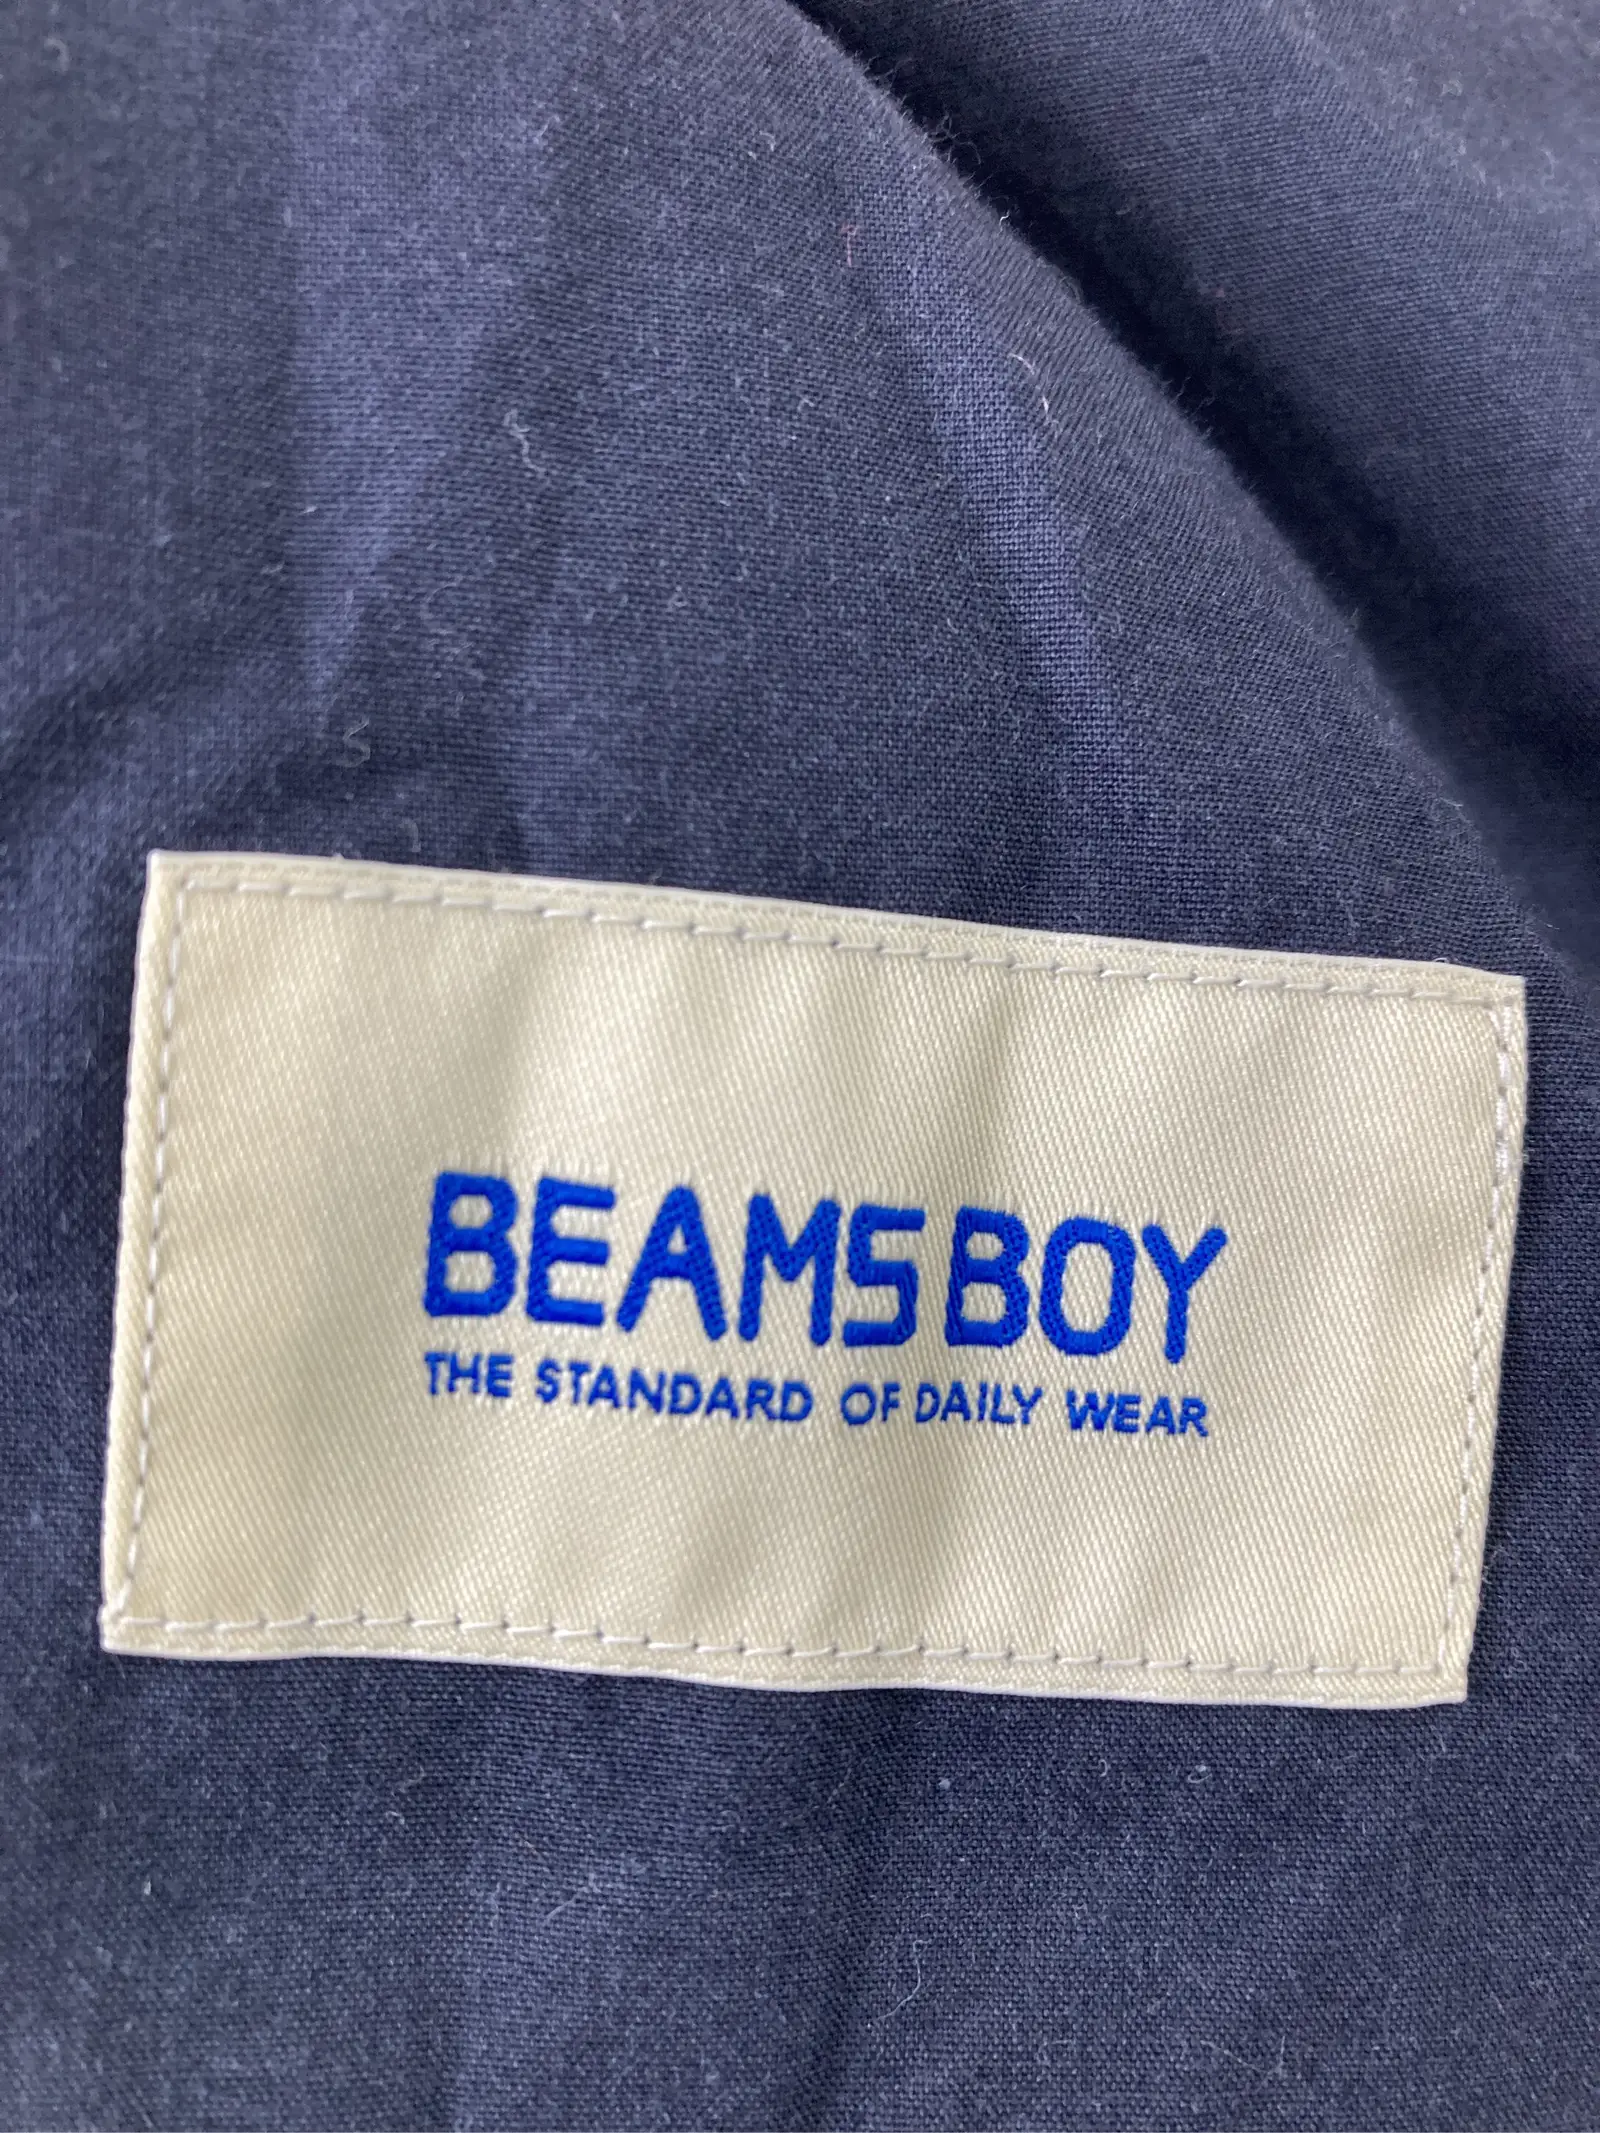 BEAMS BOY
THE STANDARD OF DAILY WEAR